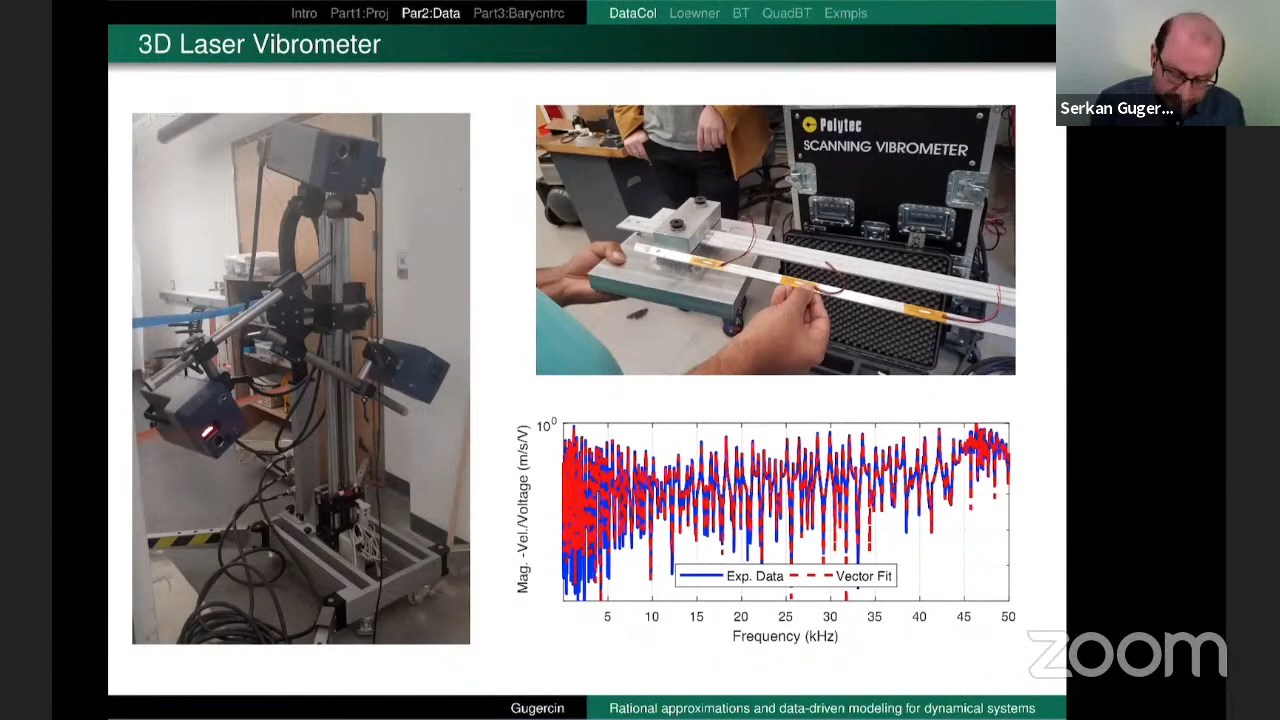 Intro Part1:Proj Par2:Data Part3:Barycntrc DataCol Loewner BT QuadBT Exmpls
3D Laser Vibrometer
Serkan Guger...
Polytec
SCANNING VIBROMETER
10^0
Mag. -Vel./Voltage (m/s/V)
Exp. Data Vector Fit
5 10 15 20 25 30 35 40 45 50
Frequency (kHz)
zoom
Gugercin Rational approximations and data-driven modeling for dynamical systems